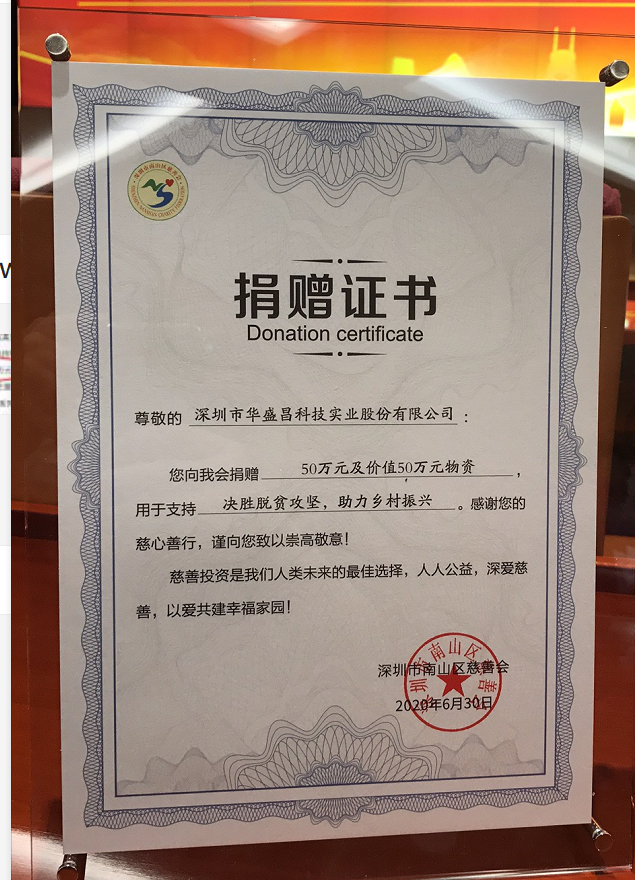 捐赠证书
Donation certificate
尊敬的 深圳市华盛昌科技实业股份有限公司：
您向我会捐赠 50万元及价值50万元物资，
用于支持 决胜脱贫攻坚，助力乡村振兴。感谢您的
慈心善行，谨向您致以崇高敬意！
慈善投资是我们人类未来的最佳选择，人人公益，深爱慈
善，以爱共建幸福家园！
深圳市南山区慈善会
2020年6月30日